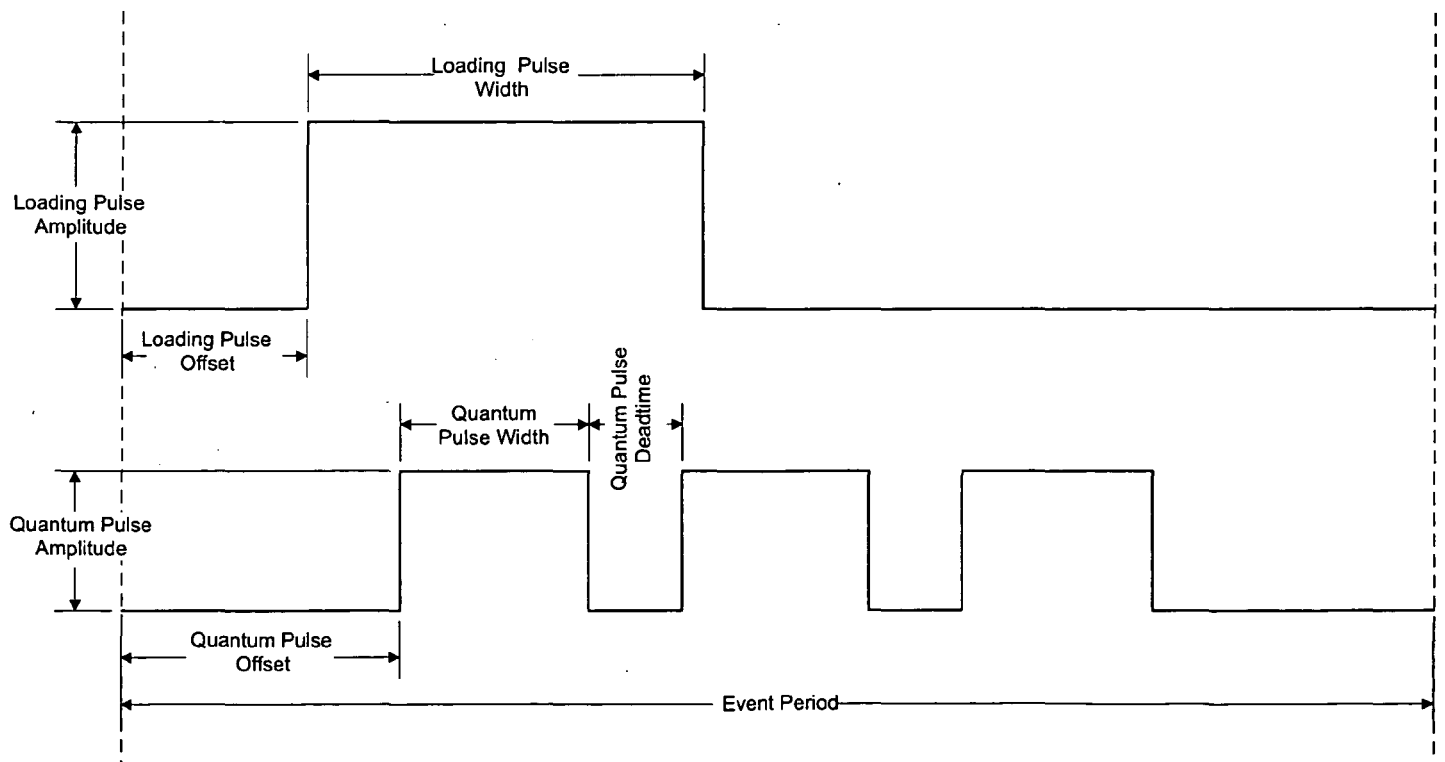 Loading Pulse
Width
Loading Pulse
Amplitude
Loading Pulse
Offset
Quantum Pulse
Deadtime
Quantum
Pulse Width
Quantum Pulse
Amplitude
Quantum Pulse
Offset
Event Period